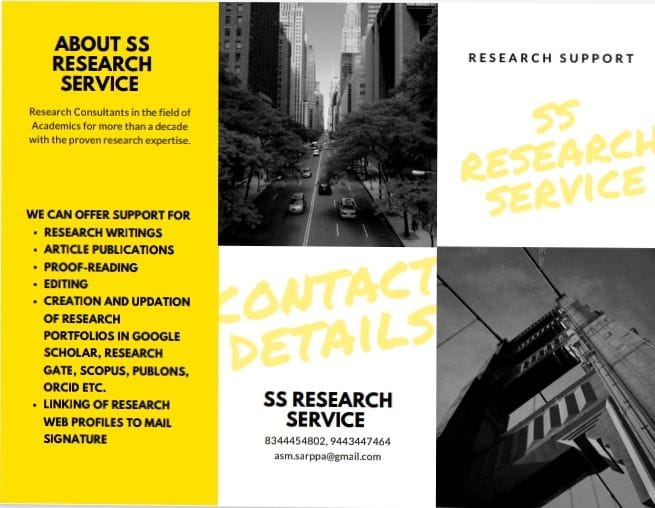 ABOUT SS
RESEARCH
SERVICE
Research Consultants in the field of
Academics for more than a decade
with the proven research expertise.
WE CAN OFFER SUPPORT FOR
• RESEARCH WRITINGS
• ARTICLE PUBLICATIONS
• PROOF-READING
• EDITING
• CREATION AND UPDATION
OF RESEARCH
PORTFOLIOS IN GOOGLE
SCHOLAR, RESEARCH
GATE, SCOPUS, PUBLONS,
ORCID ETC.
• LINKING OF RESEARCH
WEB PROFILES TO MAIL
SIGNATURE
CONTACT
DETAILS
SS RESEARCH
SERVICE
8344454802, 9443447464
asm.sarppa@gmail.com
RESEARCH SUPPORT
SS
RESEARCH
SERVICE